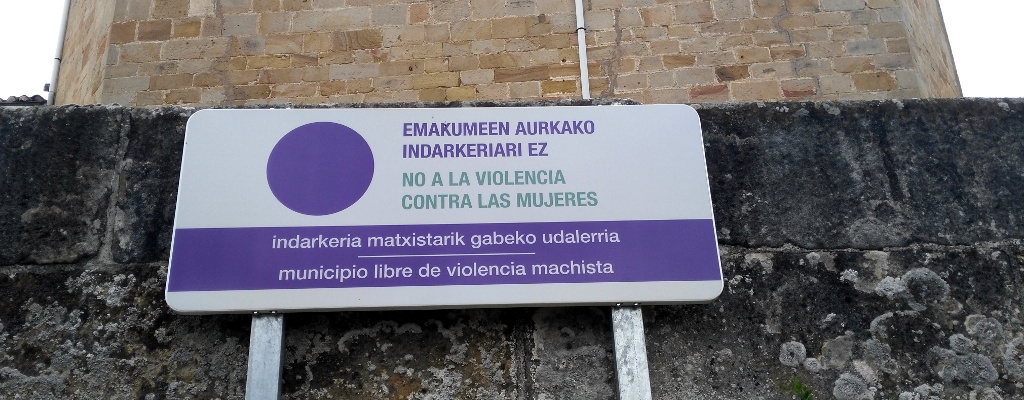 EMAKUMEEN AURKAKO
INDARKERIARI EZ
NO A LA VIOLENCIA
CONTRA LAS MUJERES
indarkeria matxistarik gabeko udalerria
municipio libre de violencia machista